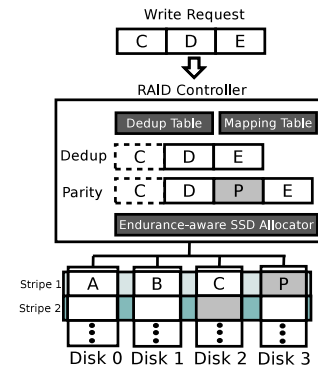 Write Request
C D E
RAID Controller
Dedup Table Mapping Table
Dedup C D E
Parity C D P E
Endurance-aware SSD Allocator
Stripe 1 A B C P
Stripe 2
Disk 0 Disk 1 Disk 2 Disk 3